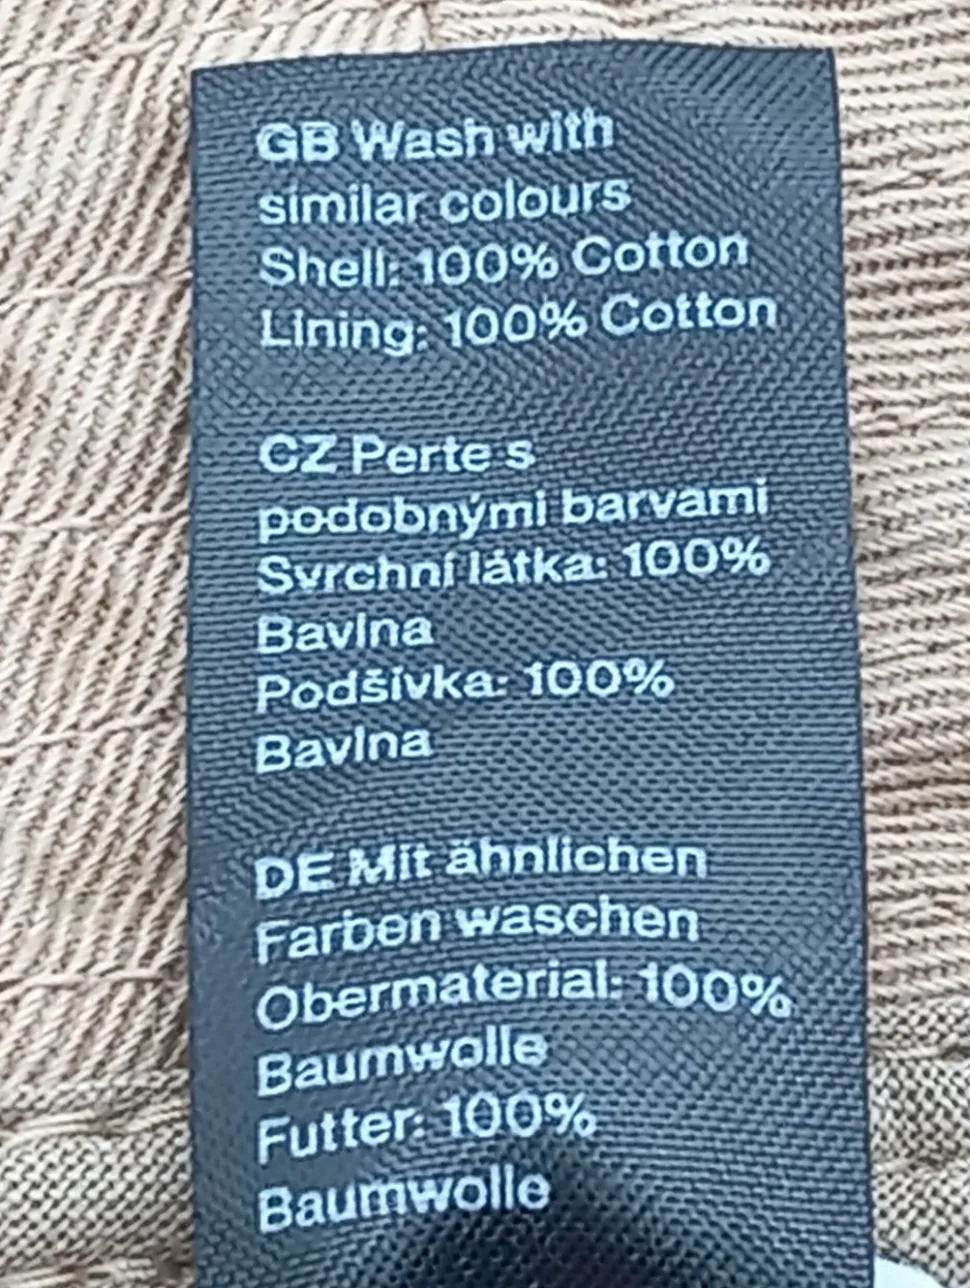 GB Wash with
similar colours
Shell: 100% Cotton
Lining: 100% Cotton
CZ Perte s
podobnými barvami
Svrchní látka: 100%
Bavlna
Podšívka: 100%
Bavlna
DE Mit ähnlichen
Farben waschen
Obermaterial: 100%
Baumwolle
Futter: 100%
Baumwolle